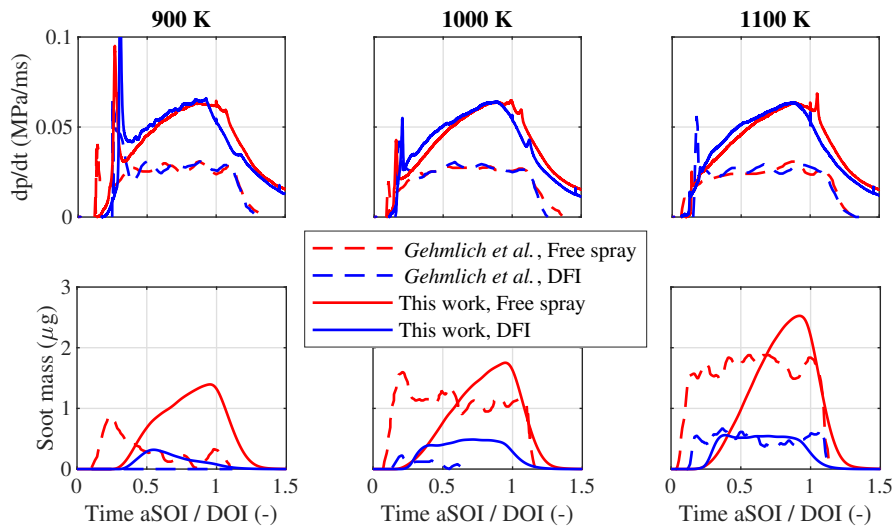 900 K
1000 K
1100 K
dp/dt (MPa/ms)
0.1
0.05
0
Gehmlich et al., Free spray
Gehmlich et al., DFI
This work, Free spray
This work, DFI
Soot mass (μg)
3
2
1
0
0 0.5 1 1.5
0 0.5 1 1.5
0 0.5 1 1.5
Time aSOI / DOI (-)
Time aSOI / DOI (-)
Time aSOI / DOI (-)